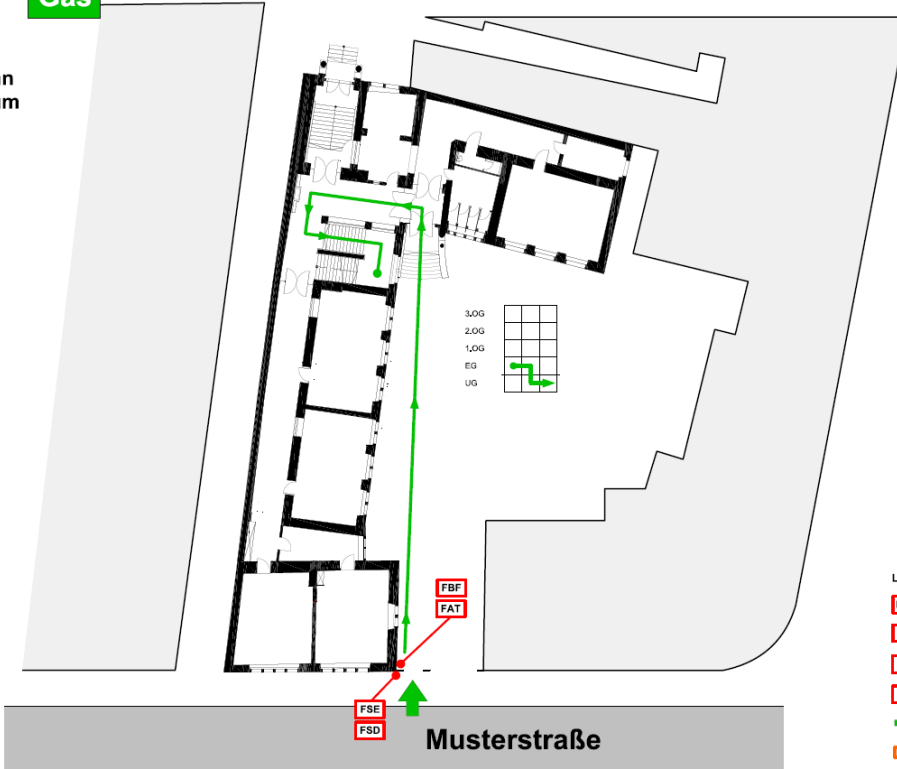 Gas
3.OG
2.OG
1.OG
EG
UG
FBF
FAT
FSE
FSD
Musterstraße